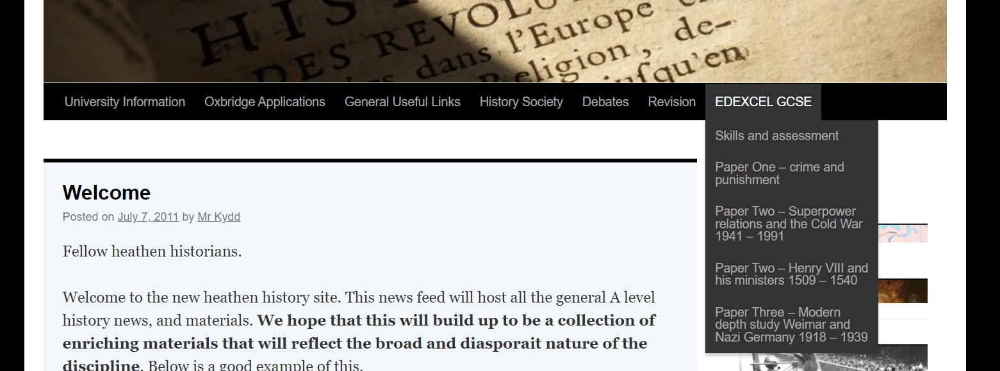 HIS
DES REVOLU
dans l'Europe
Religion, de-
jusqu'en
University Information Oxbridge Applications General Useful Links History Society Debates Revision EDEXCEL GCSE
Skills and assessment
Paper One – crime and
punishment
Paper Two – Superpower
relations and the Cold War
1941 – 1991
Paper Two – Henry VIII and
his ministers 1509 – 1540
Paper Three – Modern
depth study Weimar and
Nazi Germany 1918 – 1939
Welcome
Posted on July 7, 2011 by Mr Kydd
Fellow heathen historians.
Welcome to the new heathen history site. This news feed will host all the general A level
history news, and materials. We hope that this will build up to be a collection of
enriching materials that will reflect the broad and diasporait nature of the
discipline. Below is a good example of this.